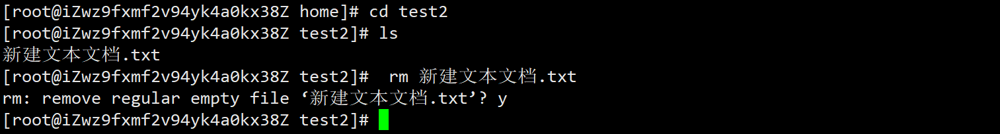 [root@iZwz9fxmf2v94yk4a0kx38Z home]# cd test2
[root@iZwz9fxmf2v94yk4a0kx38Z test2]# ls
新建文本文档.txt
[root@iZwz9fxmf2v94yk4a0kx38Z test2]#  rm 新建文本文档.txt
rm: remove regular empty file ‘新建文本文档.txt’? y
[root@iZwz9fxmf2v94yk4a0kx38Z test2]#